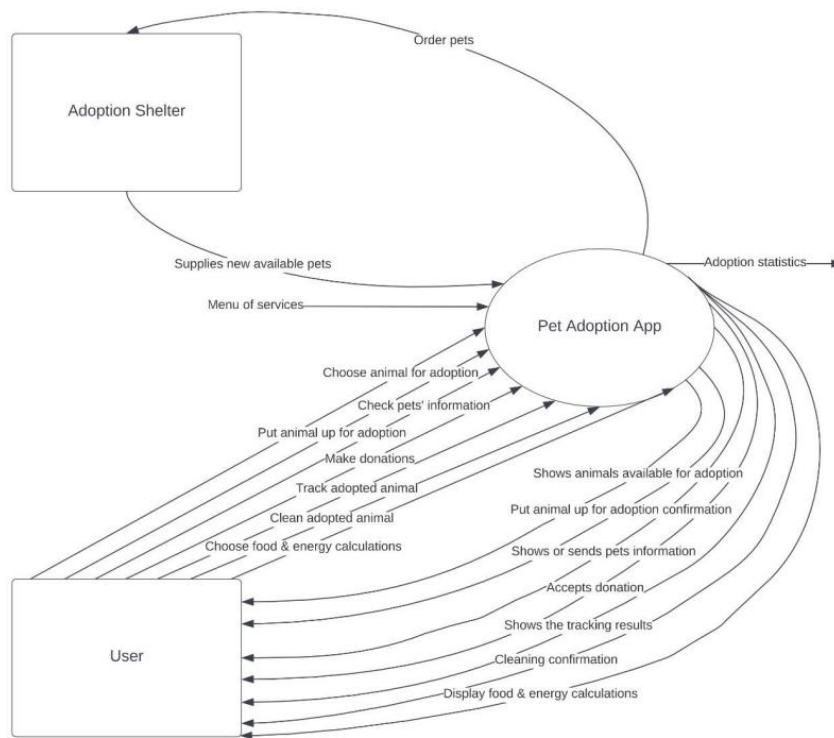 Order pets
Adoption Shelter
Adoption statistics
Supplies new available pets
Menu of services
Pet Adoption App
Choose animal for adoption
Check pets' information
Put animal up for adoption
Make donations
Shows animals available for adoption
Track adopted animal
Put animal up for adoption confirmation
Clean adopted animal
Choose food & energy calculations
Shows or sends pets information
Accepts donation
Shows the tracking results
User
Cleaning confirmation
Display food & energy calculations